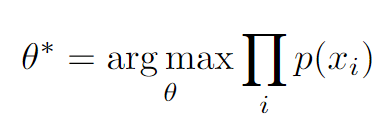 θ* = arg max_θ ∏_i p(x_i)